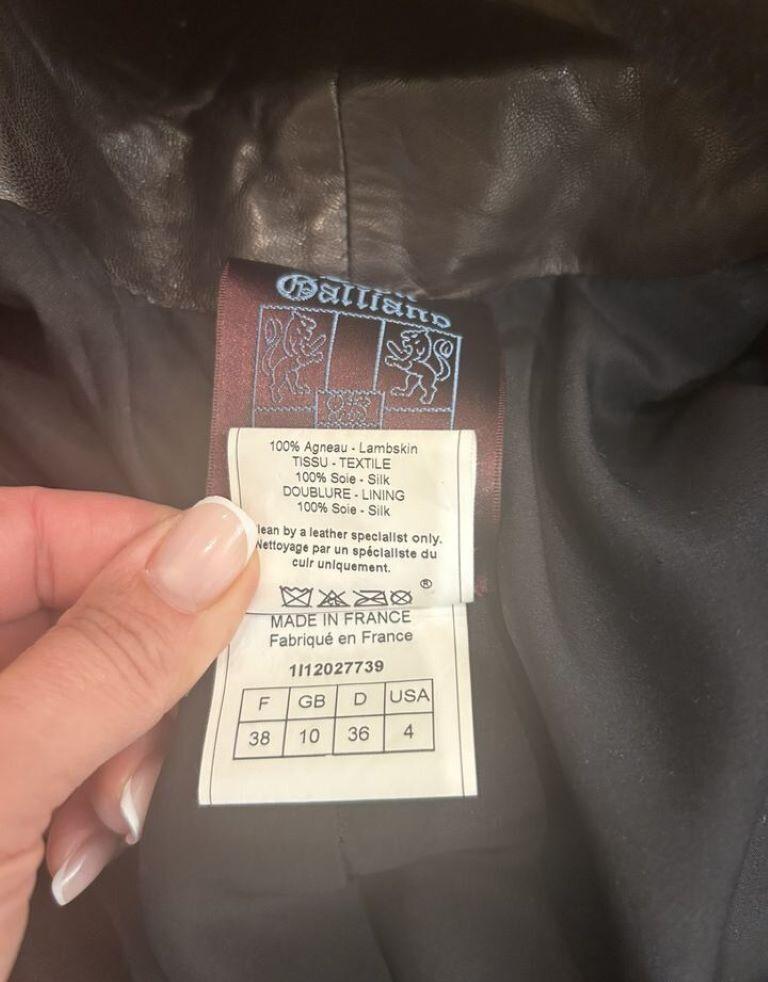 Galliano
100% Agneau - Lambskin
TISSU - TEXTILE
100% Soie - Silk
DOUBLURE - LINING
100% Soie - Silk
lean by a leather specialist only.
Nettoyage par un spécialiste du
cuir uniquement.
®
MADE IN FRANCE
Fabriqué en France
1I12027739
F GB D USA
38 10 36 4